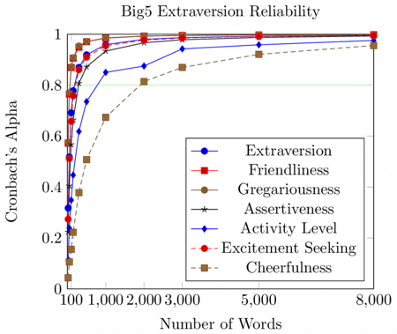 Big5 Extraversion Reliability
1
0.8
0.6
0.4
0.2
0
Cronbach's Alpha
Extraversion
Friendliness
Gregariousness
Assertiveness
Activity Level
Excitement Seeking
Cheerfulness
100 1,000 2,000 3,000 5,000 8,000
Number of Words